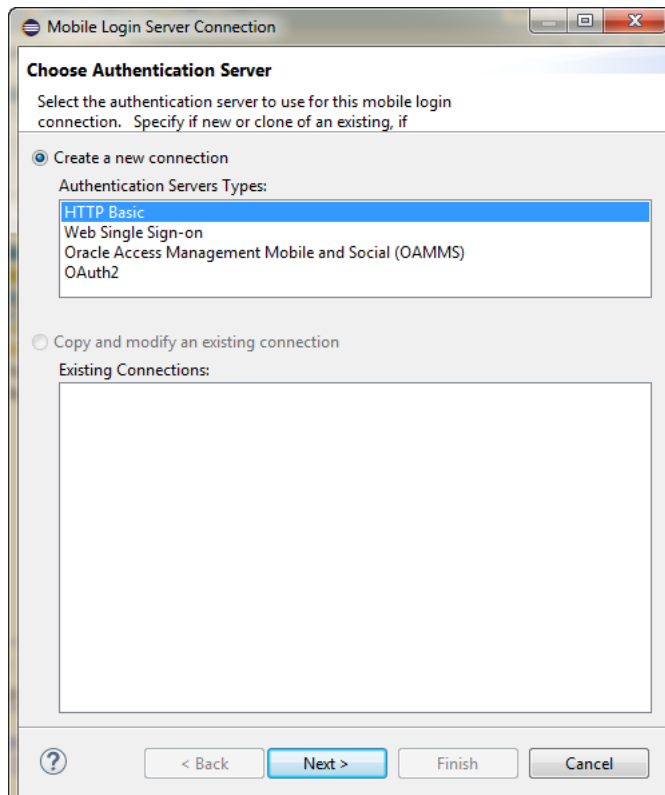 Mobile Login Server Connection
Choose Authentication Server
Select the authentication server to use for this mobile login
connection.   Specify if new or clone of an existing, if
Create a new connection
Authentication Servers Types:
HTTP Basic
Web Single Sign-on
Oracle Access Management Mobile and Social (OAMMS)
OAuth2
Copy and modify an existing connection
Existing Connections:
?
< Back
Next >
Finish
Cancel